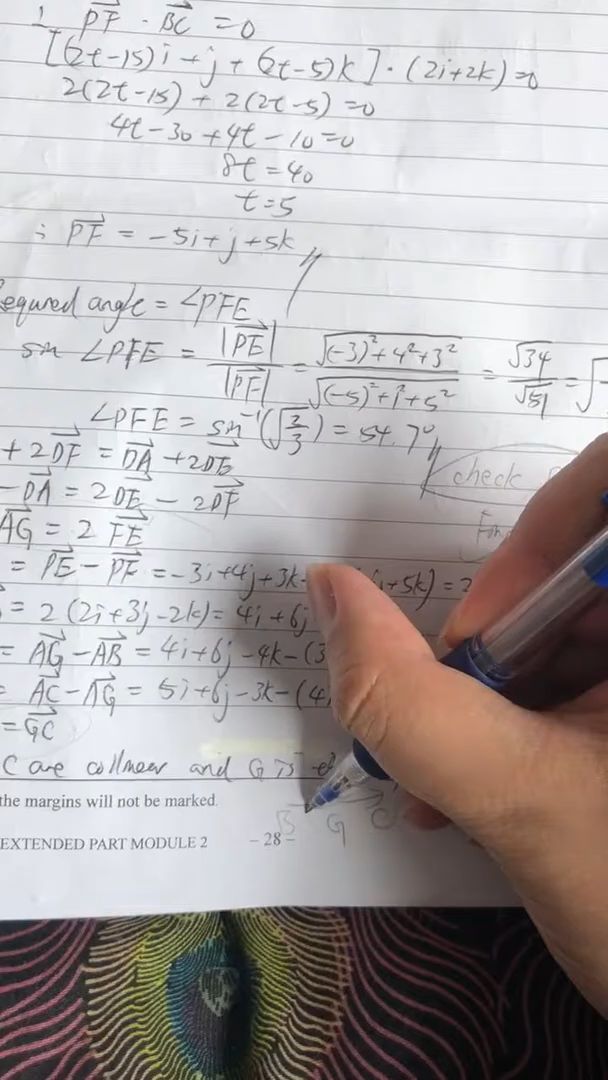 ∴ PF⃗ · BC⃗ = 0
[(2t-15)i + j + (2t-5)k] · (2i+2k)=0
2(2t-15) + 2(2t-5) =0
4t-30+4t-10=0
8t=40
t=5
∴ PF⃗ = -5i+j+5k
equired angle = ∠PFE
sin ∠PFE = |PE⃗| / |PF⃗| = √((-3)²+4²+3²) / √((-5)²+1²+5²) = √34 / √51 = √
∠PFE = sin⁻¹(√(2/3)) = 54.7°
+ 2DF⃗ = DA⃗ + 2DE⃗
check
- DA⃗ = 2DE⃗ - 2DF⃗
AG⃗ = 2 FE⃗
= PE⃗ - PF⃗ = -3i+4j+3k +5k) = 2
= 2 (2i+3j-2k) = 4i + 6j
= AG⃗ - AB⃗ = 4i+6j-4k-(3
= AC⃗ - AG⃗ = 5i+6j-3k-(4i
= GC⃗
C are collinear and G is
the margins will not be marked.
B G C
EXTENDED PART MODULE 2 - 28 -